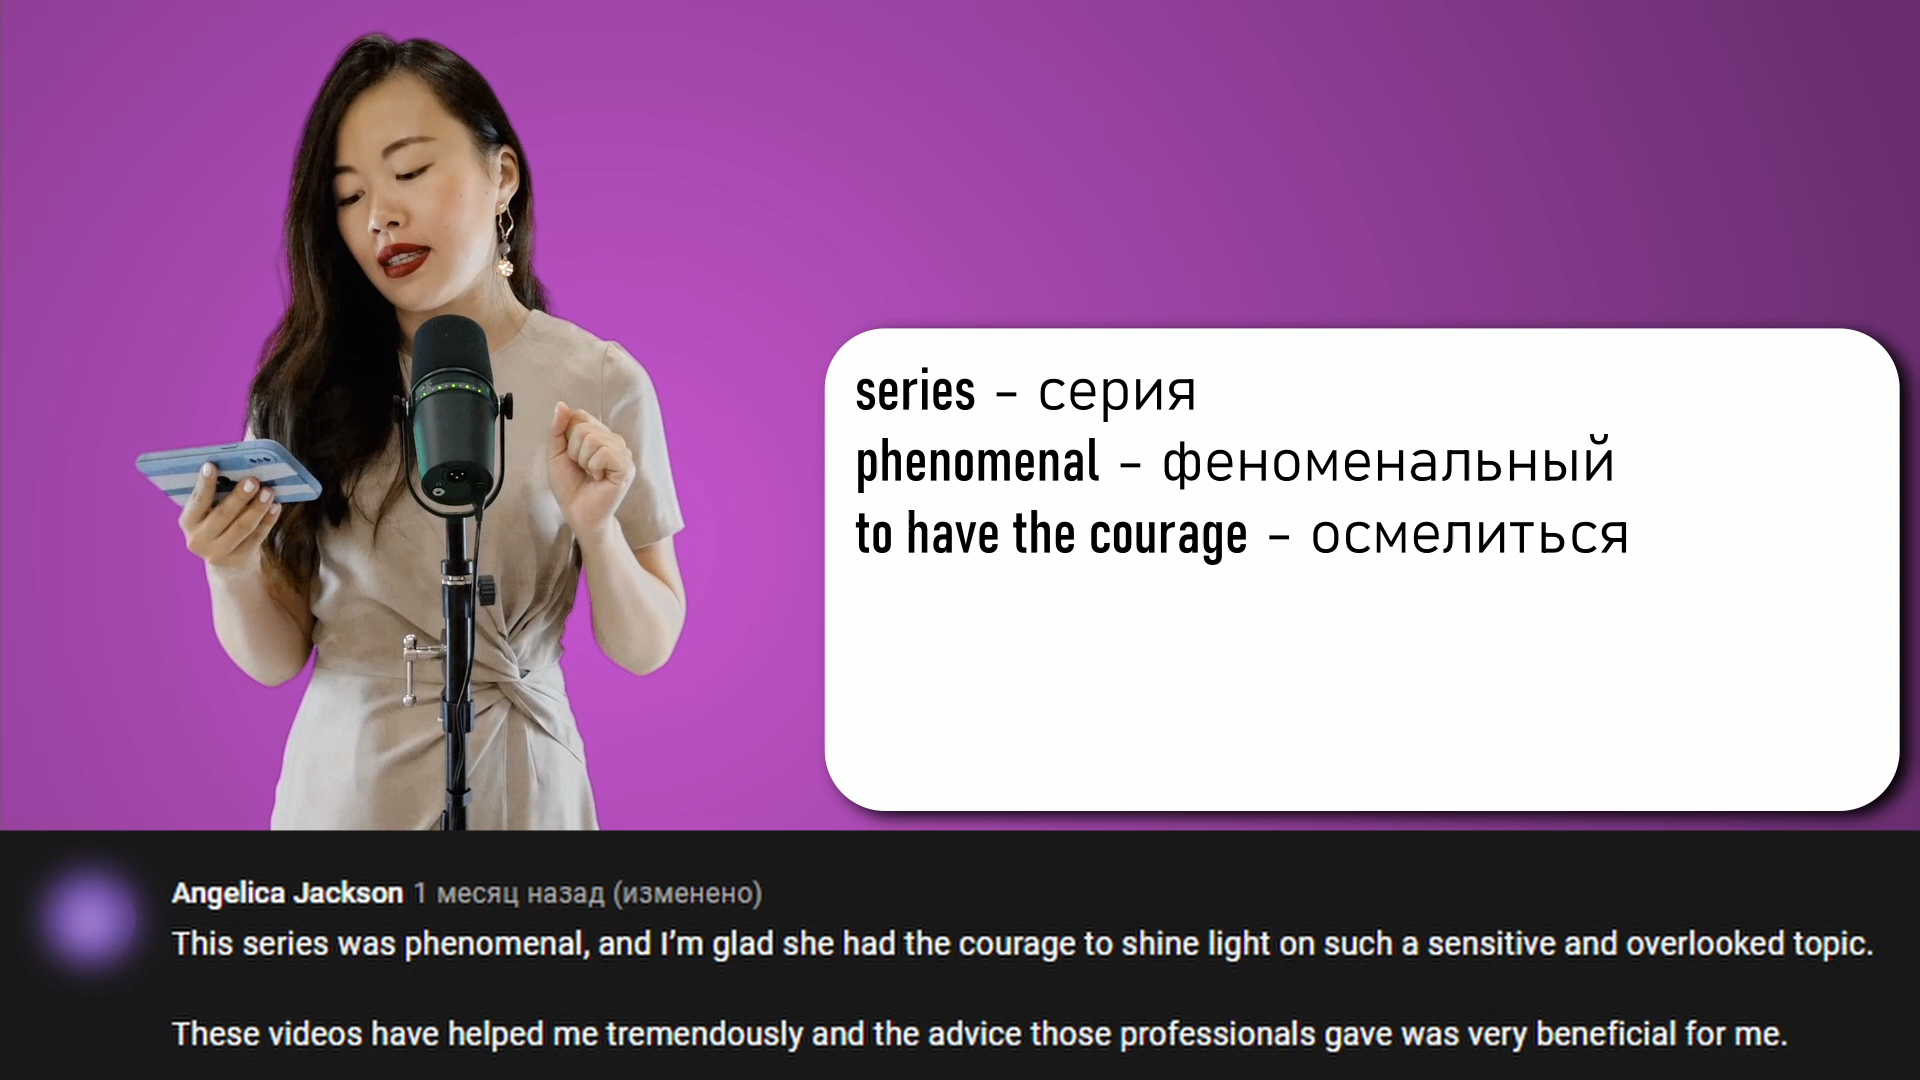 series – серия
phenomenal – феноменальный
to have the courage – осмелиться
Angelica Jackson 1 месяц назад (изменено)
This series was phenomenal, and I’m glad she had the courage to shine light on such a sensitive and overlooked topic.
These videos have helped me tremendously and the advice those professionals gave was very beneficial for me.